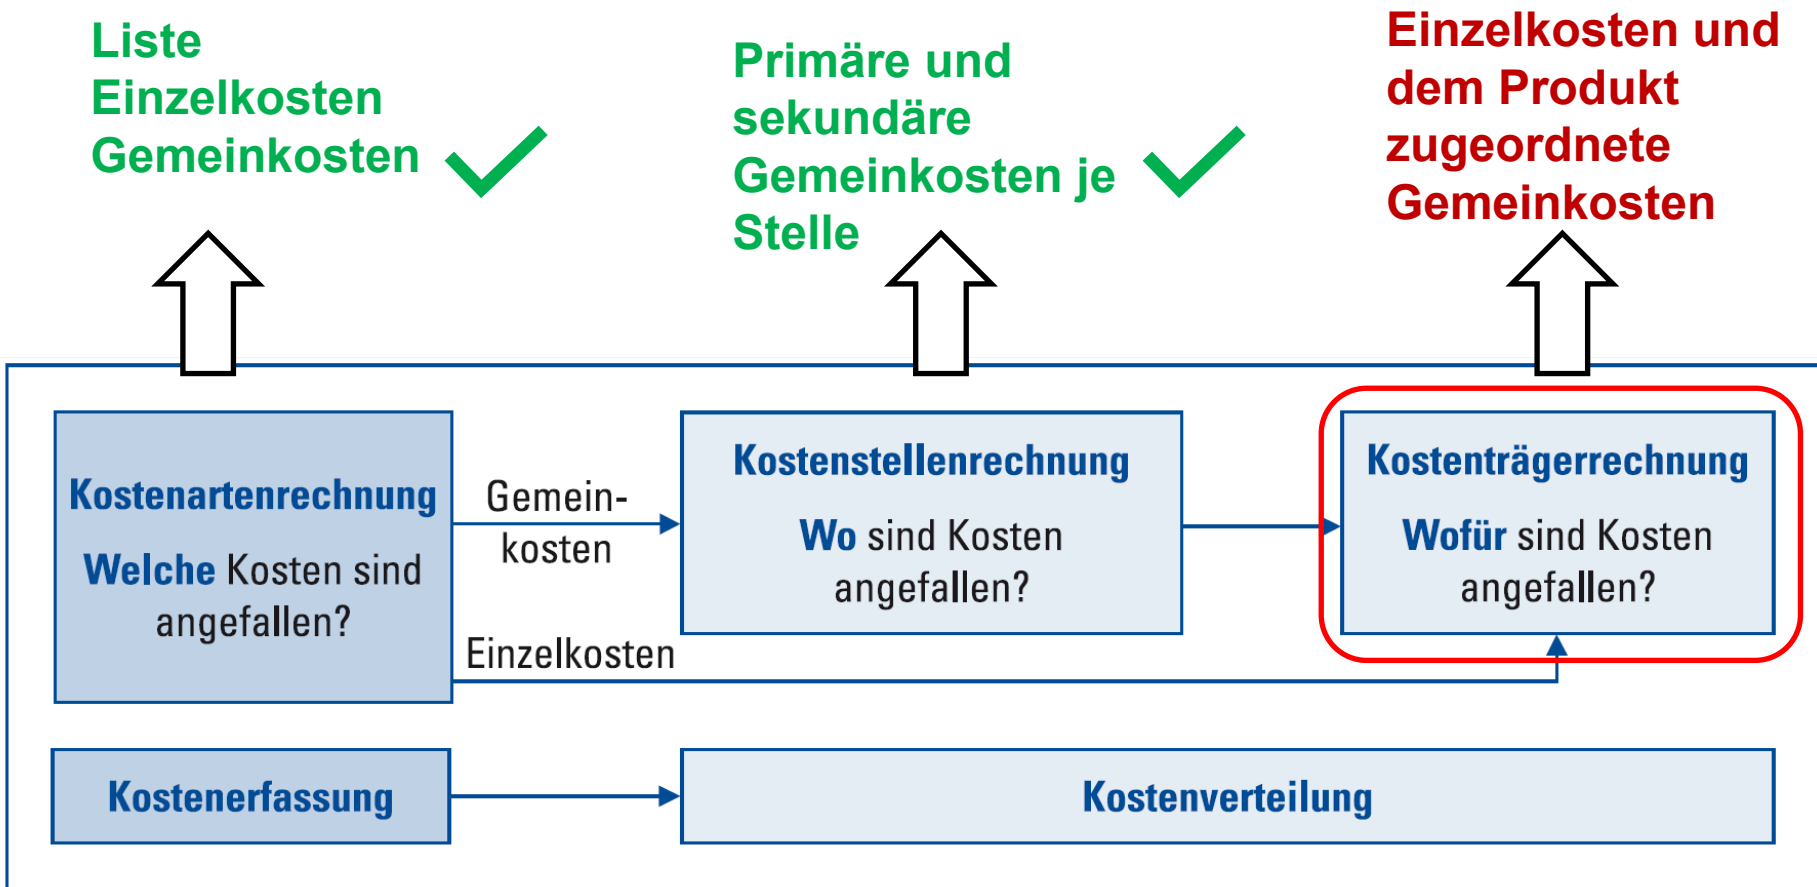 Liste
Einzelkosten
Gemeinkosten
Primäre und
sekundäre
Gemeinkosten je
Stelle
Einzelkosten und
dem Produkt
zugeordnete
Gemeinkosten
Kostenartenrechnung
Welche Kosten sind
angefallen?
Gemein-
kosten
Einzelkosten
Kostenstellenrechnung
Wo sind Kosten
angefallen?
Kostenträgerrechnung
Wofür sind Kosten
angefallen?
Kostenerfassung
Kostenverteilung